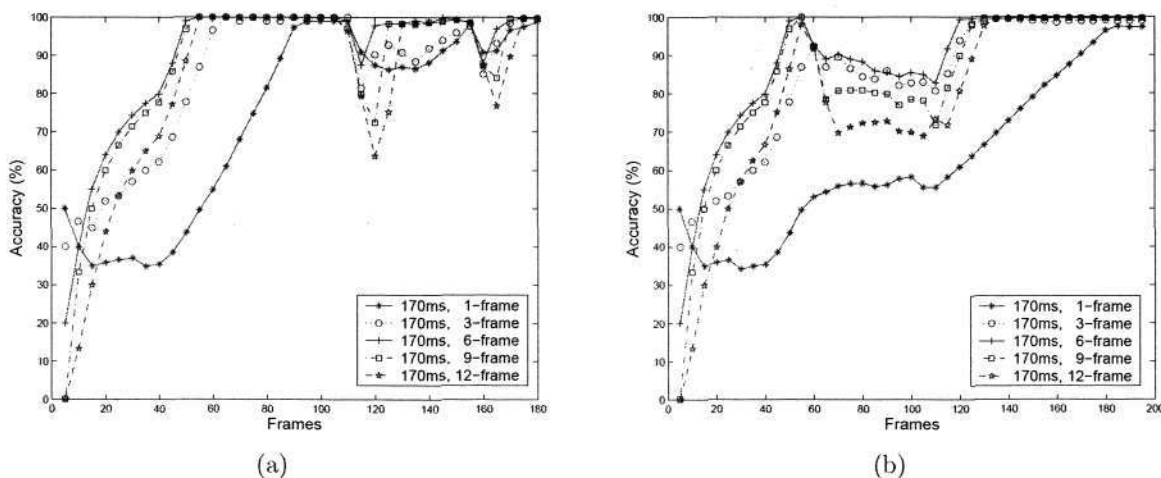 100
90
80
70
60
50
40
30
20
10
0
Accuracy (%)
170ms, 1-frame
170ms, 3-frame
170ms, 6-frame
170ms, 9-frame
170ms, 12-frame
0 20 40 60 80 100 120 140 160 180
Frames
(a)
100
90
80
70
60
50
40
30
20
10
0
Accuracy (%)
170ms, 1-frame
170ms, 3-frame
170ms, 6-frame
170ms, 9-frame
170ms, 12-frame
0 20 40 60 80 100 120 140 160 180 200
Frames
(b)